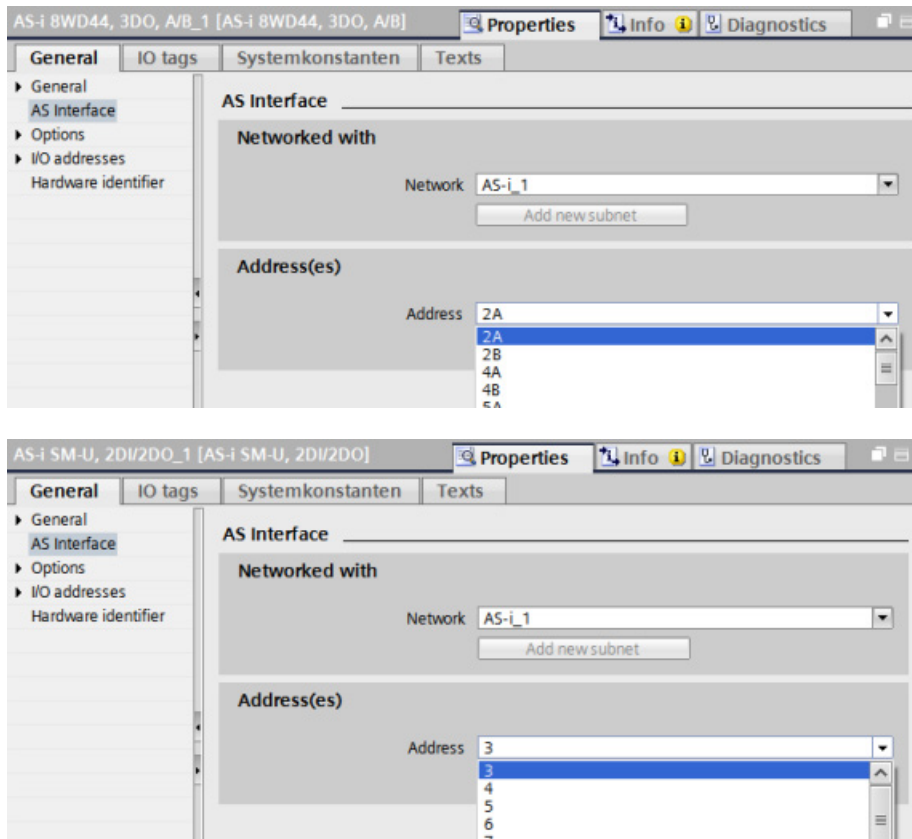 AS-i 8WD44, 3DO, A/B_1 [AS-i 8WD44, 3DO, A/B] Properties Info Diagnostics
General IO tags Systemkonstanten Texts
General
AS Interface
Options
I/O addresses
Hardware identifier
AS Interface
Networked with
Network AS-i_1
Add new subnet
Address(es)
Address 2A
2A
2B
4A
4B
5A
AS-i SM-U, 2DI/2DO_1 [AS-i SM-U, 2DI/2DO] Properties Info Diagnostics
General IO tags Systemkonstanten Texts
General
AS Interface
Options
I/O addresses
Hardware identifier
AS Interface
Networked with
Network AS-i_1
Add new subnet
Address(es)
Address 3
3
4
5
6